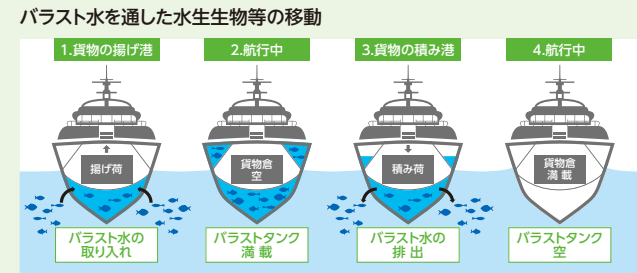 バラスト水を通した水生生物等の移動
1.貨物の揚げ港
2.航行中
3.貨物の積み港
4.航行中
揚げ荷
貨物倉
空
積み荷
貨物倉
満 載
バラスト水の
取り入れ
バラストタンク
満 載
バラスト水の
排 出
バラストタンク
空